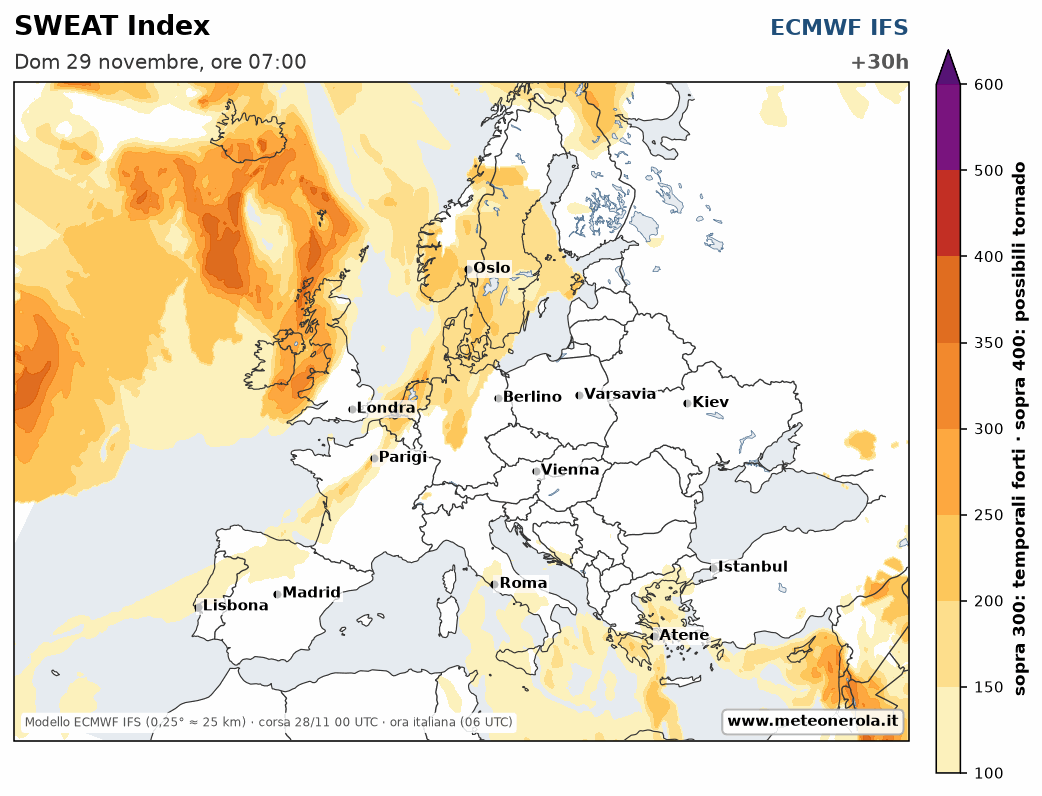 SWEAT Index
ECMWF IFS
Dom 29 novembre, ore 07:00
+30h
Oslo
Londra
Berlino
Varsavia
Kiev
Parigi
Vienna
Istanbul
Roma
Madrid
Lisbona
Atene
Modello ECMWF IFS (0,25° ≈ 25 km) · corsa 28/11 00 UTC · ora italiana (06 UTC)
www.meteonerola.it
600
500
400
350
300
250
200
150
100
sopra 300: temporali forti · sopra 400: possibili tornado